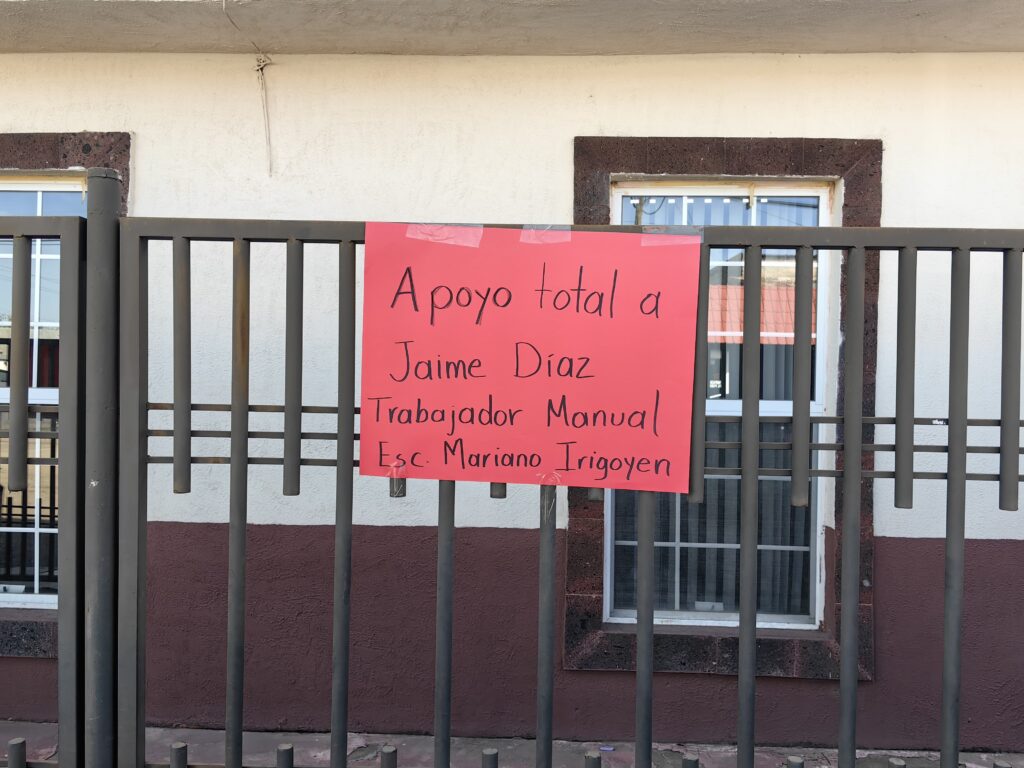 Apoyo total a
Jaime Díaz
Trabajador Manual
Esc. Mariano Irigoyen